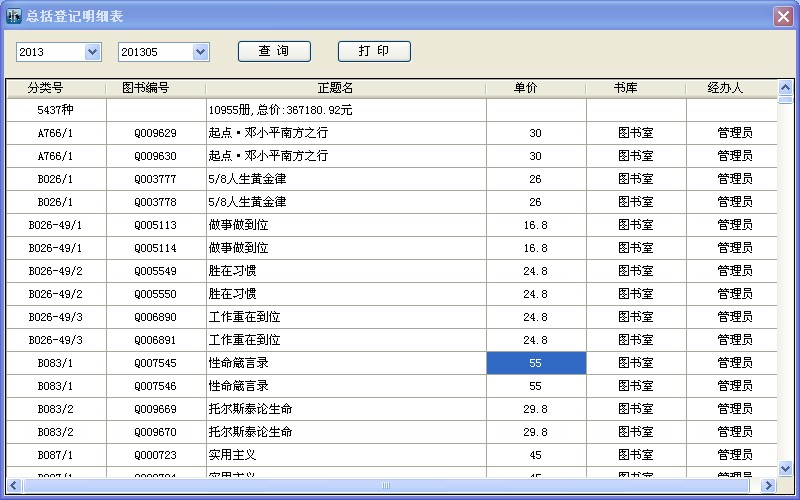 总括登记明细表
2013 201305 查 询 打 印
分类号 图书编号 正题名 单价 书库 经办人
5437种 10955册,总价:367180.92元
A766/1 Q009629 起点·邓小平南方之行 30 图书室 管理员
A766/1 Q009630 起点·邓小平南方之行 30 图书室 管理员
B026/1 Q003777 5/8人生黄金律 26 图书室 管理员
B026/1 Q003778 5/8人生黄金律 26 图书室 管理员
B026-49/1 Q005113 做事做到位 16.8 图书室 管理员
B026-49/1 Q005114 做事做到位 16.8 图书室 管理员
B026-49/2 Q005549 胜在习惯 24.8 图书室 管理员
B026-49/2 Q005550 胜在习惯 24.8 图书室 管理员
B026-49/3 Q006890 工作重在到位 24.8 图书室 管理员
B026-49/3 Q006891 工作重在到位 24.8 图书室 管理员
B083/1 Q007545 性命箴言录 55 图书室 管理员
B083/1 Q007546 性命箴言录 55 图书室 管理员
B083/2 Q009669 托尔斯泰论生命 29.8 图书室 管理员
B083/2 Q009670 托尔斯泰论生命 29.8 图书室 管理员
B087/1 Q000723 实用主义 45 图书室 管理员